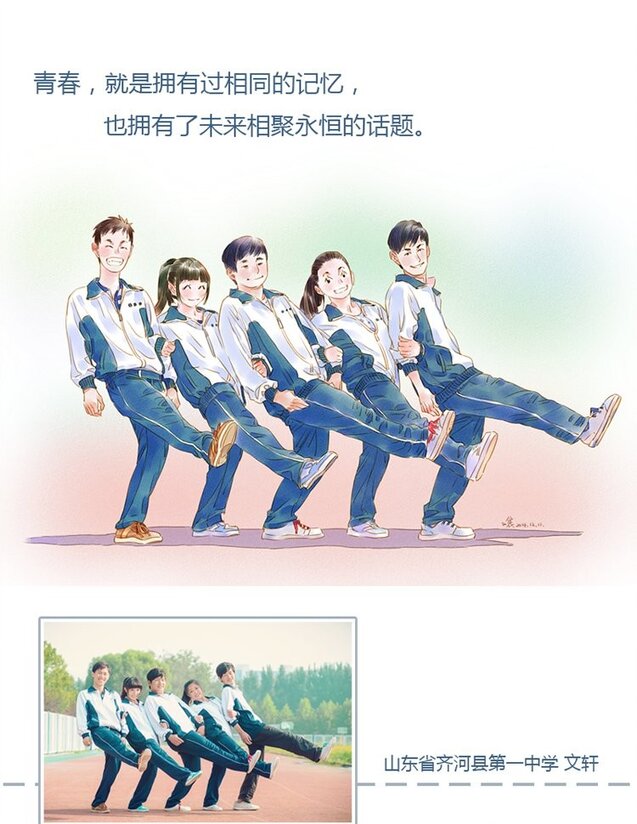 青春，就是拥有过相同的记忆，
也拥有了未来相聚永恒的话题。
山东省齐河县第一中学 文轩